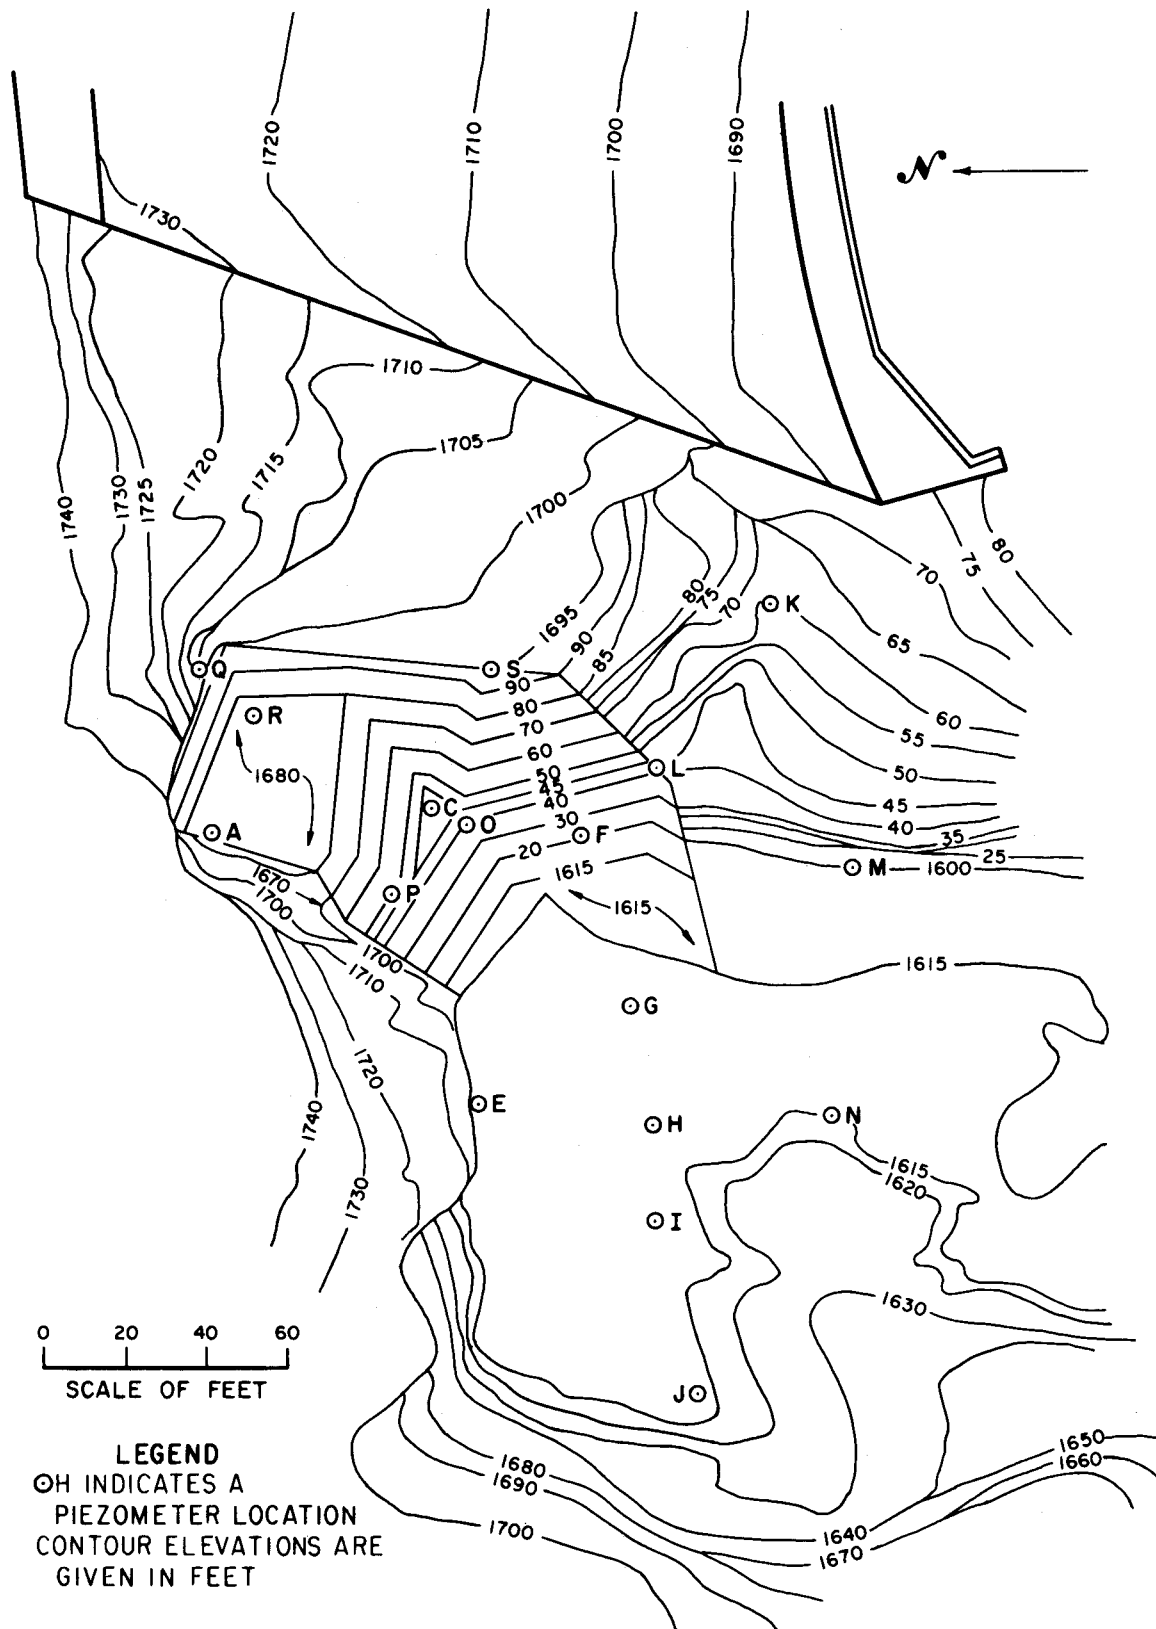 1720
1710
1700
1690
N
1730
1710
1705
1720
1715
1740
1730
1725
1700
80
75
70
80
75
70
K
1695
90
85
65
Q
S
90
80
60
R
70
55
60
1680
50
L
50
45
C
40
45
O
30
40
A
F
35
20
25
1670
1615
M
1600
1700
P
1615
1700
1615
1710
G
1720
E
1740
H
N
1615
1620
1730
I
1630
0 20 40 60
SCALE OF FEET
J
LEGEND
H INDICATES A
PIEZOMETER LOCATION
CONTOUR ELEVATIONS ARE
GIVEN IN FEET
1650
1660
1680
1690
1700
1640
1670